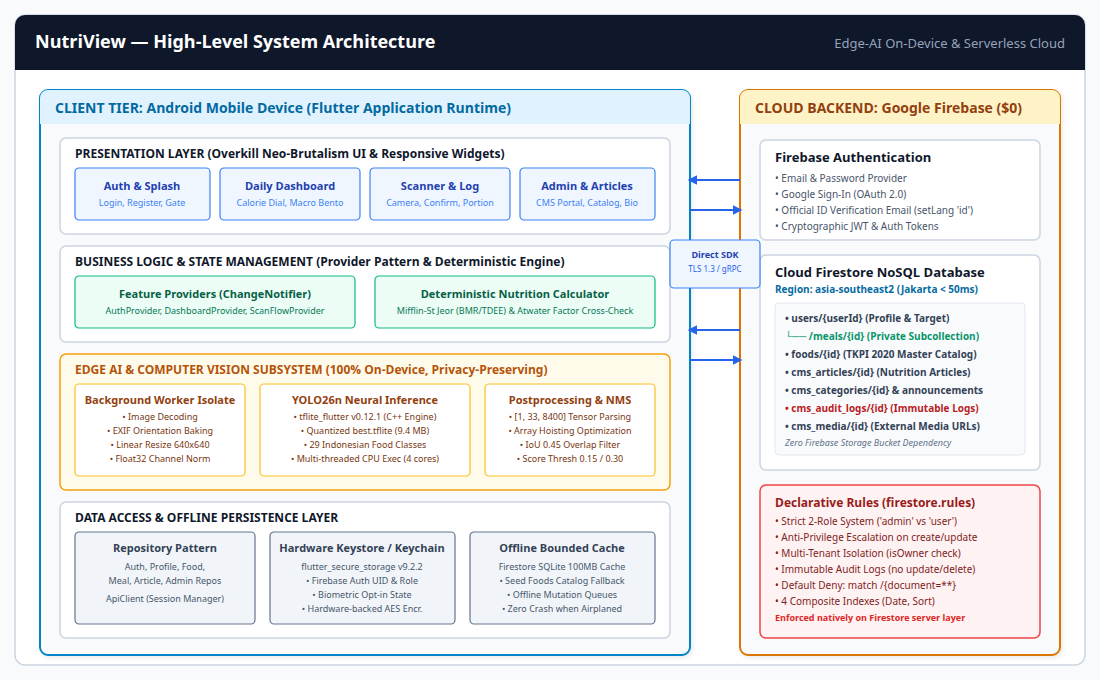 NutriView — High-Level System Architecture
Edge-AI On-Device & Serverless Cloud
CLIENT TIER: Android Mobile Device (Flutter Application Runtime)
PRESENTATION LAYER (Overkill Neo-Brutalism UI & Responsive Widgets)
Auth & Splash
Login, Register, Gate
Daily Dashboard
Calorie Dial, Macro Bento
Scanner & Log
Camera, Confirm, Portion
Admin & Articles
CMS Portal, Catalog, Bio
BUSINESS LOGIC & STATE MANAGEMENT (Provider Pattern & Deterministic Engine)
Feature Providers (ChangeNotifier)
AuthProvider, DashboardProvider, ScanFlowProvider
Deterministic Nutrition Calculator
Mifflin-St Jeor (BMR/TDEE) & Atwater Factor Cross-Check
EDGE AI & COMPUTER VISION SUBSYSTEM (100% On-Device, Privacy-Preserving)
Background Worker Isolate
• Image Decoding
• EXIF Orientation Baking
• Linear Resize 640x640
• Float32 Channel Norm
YOLO26n Neural Inference
• tflite_flutter v0.12.1 (C++ Engine)
• Quantized best.tflite (9.4 MB)
• 29 Indonesian Food Classes
• Multi-threaded CPU Exec (4 cores)
Postprocessing & NMS
• [1, 33, 8400] Tensor Parsing
• Array Hoisting Optimization
• IoU 0.45 Overlap Filter
• Score Thresh 0.15 / 0.30
DATA ACCESS & OFFLINE PERSISTENCE LAYER
Repository Pattern
Auth, Profile, Food,
Meal, Article, Admin Repos
ApiClient (Session Manager)
Hardware Keystore / Keychain
flutter_secure_storage v9.2.2
• Firebase Auth UID & Role
• Biometric Opt-in State
• Hardware-backed AES Encr.
Offline Bounded Cache
Firestore SQLite 100MB Cache
• Seed Foods Catalog Fallback
• Offline Mutation Queues
• Zero Crash when Airplaned
Direct SDK
TLS 1.3 / gRPC
CLOUD BACKEND: Google Firebase ($0)
Firebase Authentication
• Email & Password Provider
• Google Sign-In (OAuth 2.0)
• Official ID Verification Email (setLang 'id')
• Cryptographic JWT & Auth Tokens
Cloud Firestore NoSQL Database
Region: asia-southeast2 (Jakarta < 50ms)
• users/{userId} (Profile & Target)
└── /meals/{id} (Private Subcollection)
• foods/{id} (TKPI 2020 Master Catalog)
• cms_articles/{id} (Nutrition Articles)
• cms_categories/{id} & announcements
• cms_audit_logs/{id} (Immutable Logs)
• cms_media/{id} (External Media URLs)
Zero Firebase Storage Bucket Dependency
Declarative Rules (firestore.rules)
• Strict 2-Role System ('admin' vs 'user')
• Anti-Privilege Escalation on create/update
• Multi-Tenant Isolation (isOwner check)
• Immutable Audit Logs (no update/delete)
• Default Deny: match /{document=**}
• 4 Composite Indexes (Date, Sort)
Enforced natively on Firestore server layer